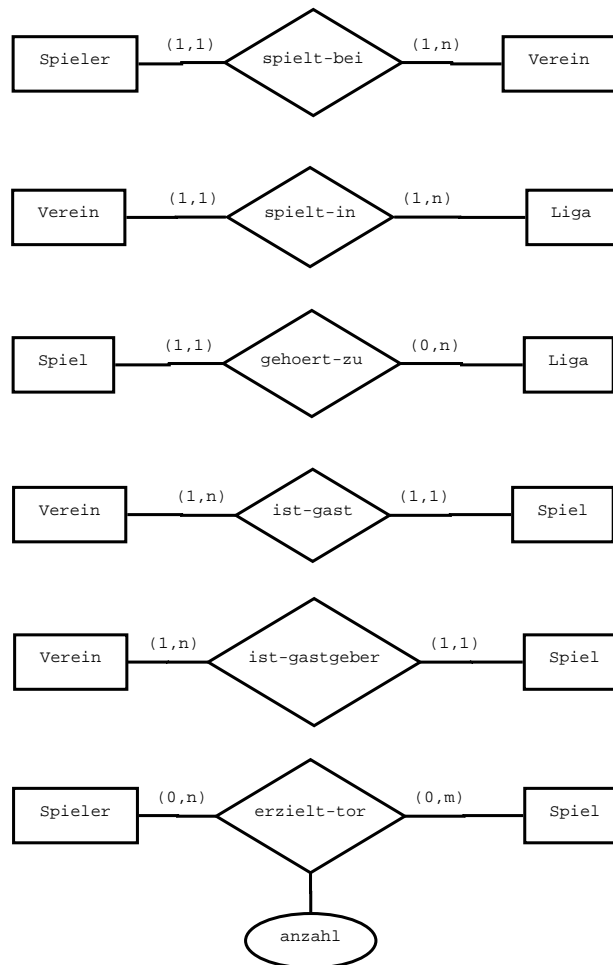 (1,1) (1,n)
Spieler spielt-bei Verein
(1,1) (1,n)
Verein spielt-in Liga
(1,1) (0,n)
Spiel gehoert-zu Liga
(1,n) (1,1)
Verein ist-gast Spiel
(1,n) (1,1)
Verein ist-gastgeber Spiel
(0,n) (0,m)
Spieler erzielt-tor Spiel
anzahl